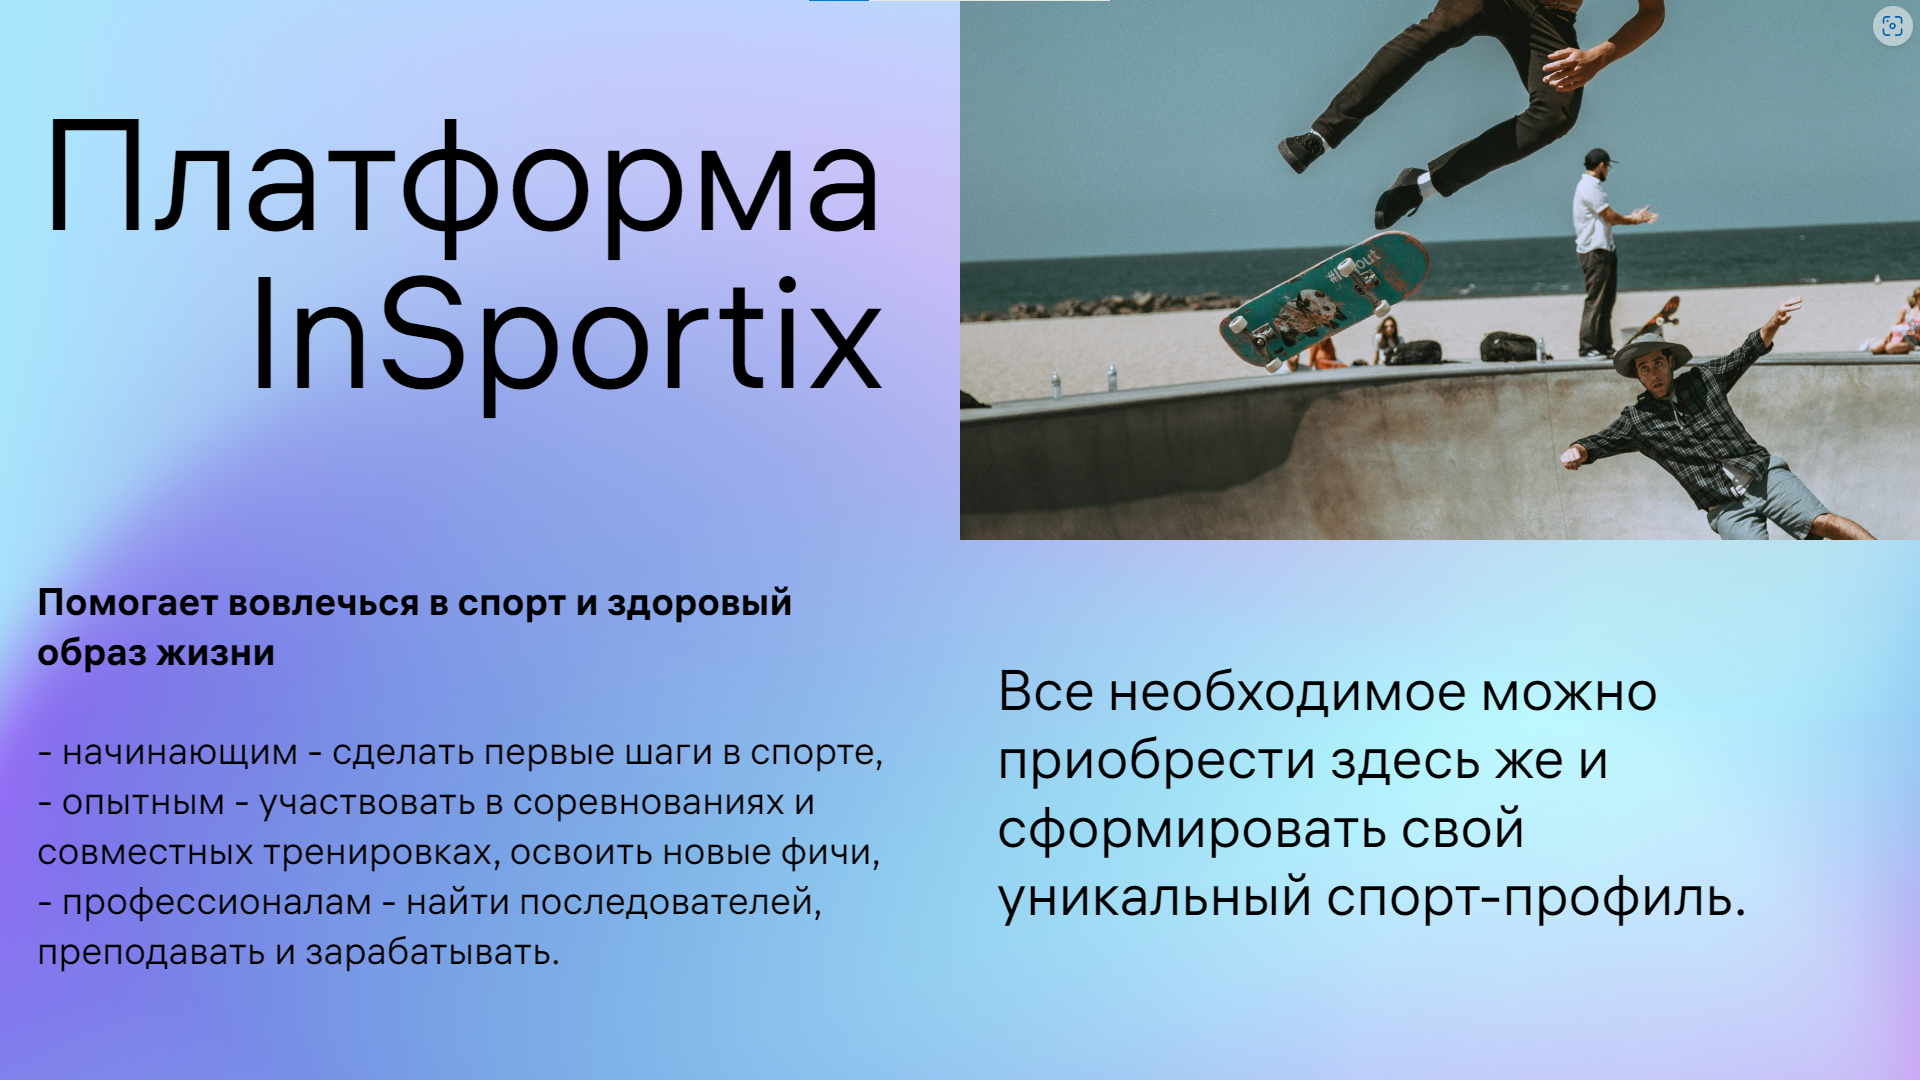 Платформа
InSportix
Помогает вовлечься в спорт и здоровый
образ жизни
- начинающим - сделать первые шаги в спорте,
- опытным - участвовать в соревнованиях и
совместных тренировках, освоить новые фичи,
- профессионалам - найти последователей,
преподавать и зарабатывать.
Все необходимое можно
приобрести здесь же и
сформировать свой
уникальный спорт-профиль.